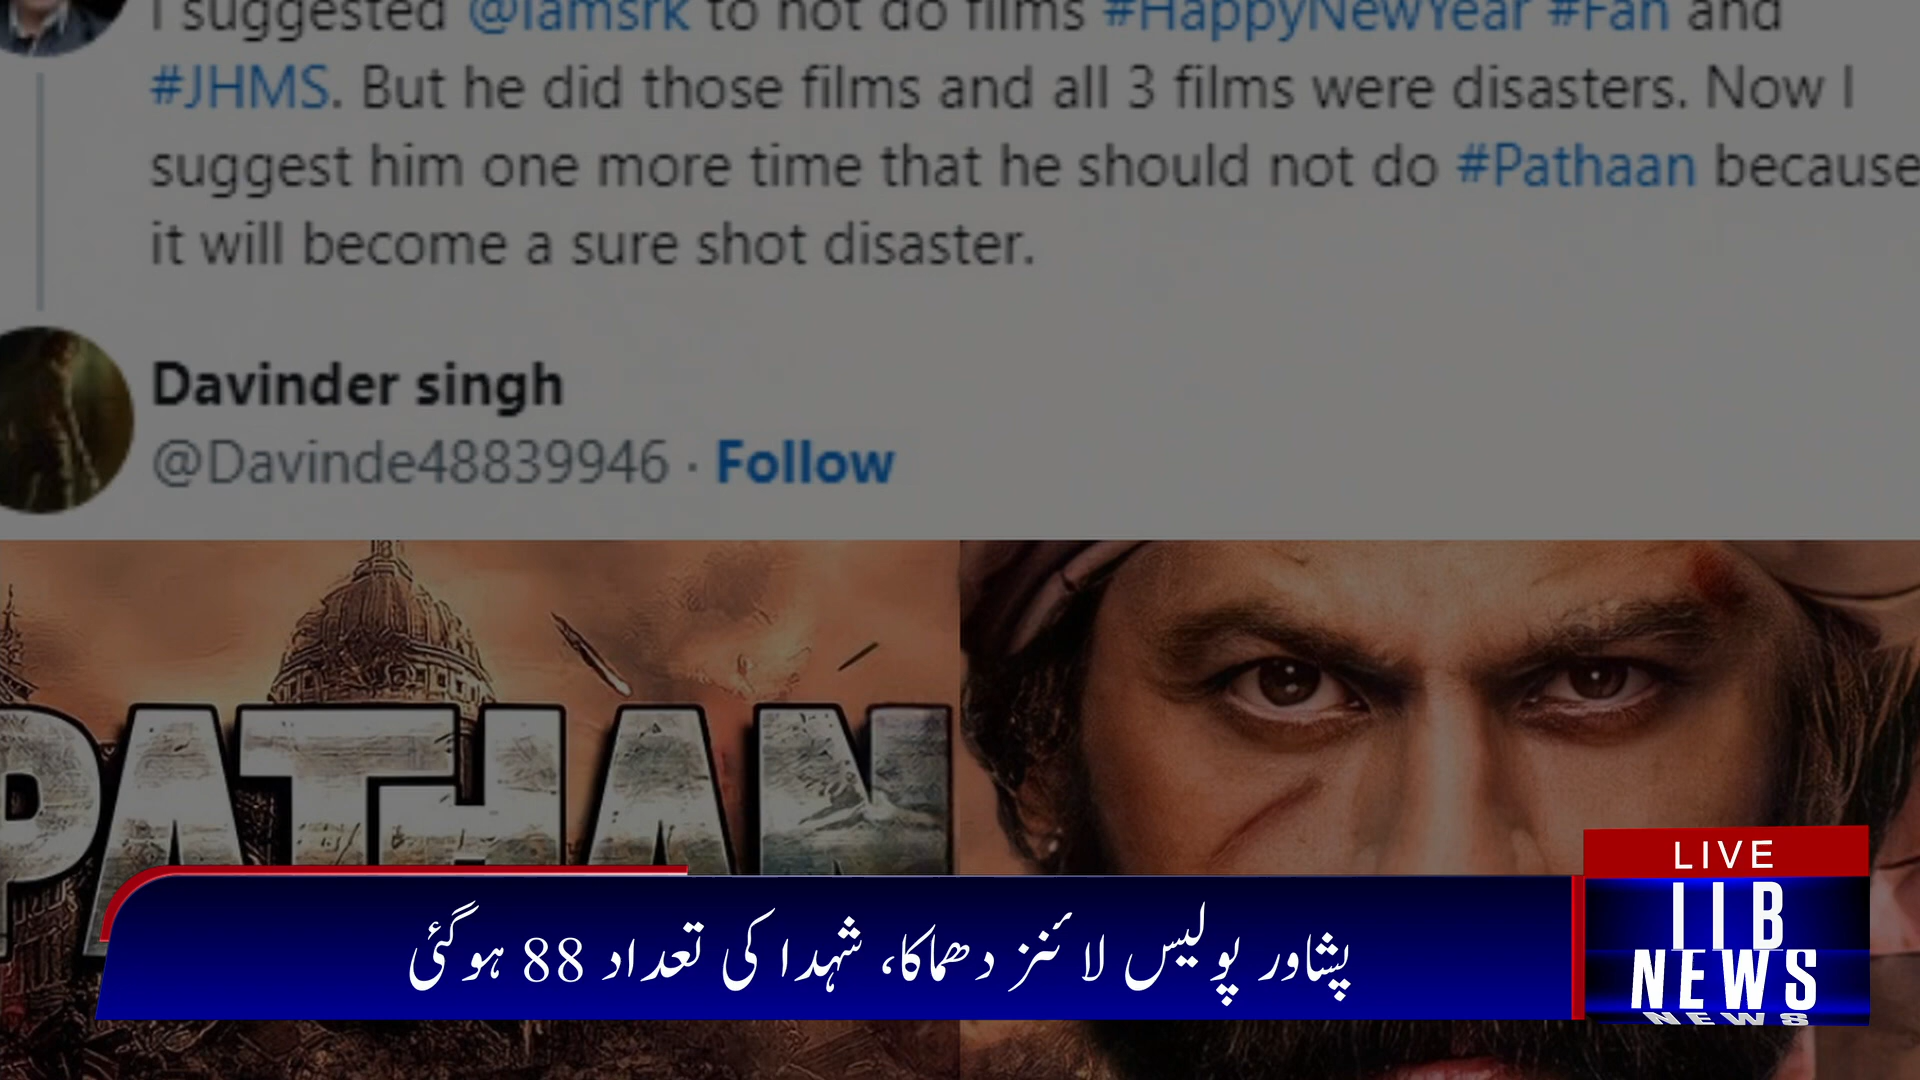 I suggested @iamsrk to not do films #HappyNewYear #Fan and
#JHMS. But he did those films and all 3 films were disasters. Now I
suggest him one more time that he should not do #Pathaan because
it will become a sure shot disaster.
Davinder singh
@Davinde48839946 · Follow
PATHAN
پشاور پولیس لائنز دھماکا، شہدا کی تعداد 88 ہوگئی
LIVE
IIB
NEWS
NEWS